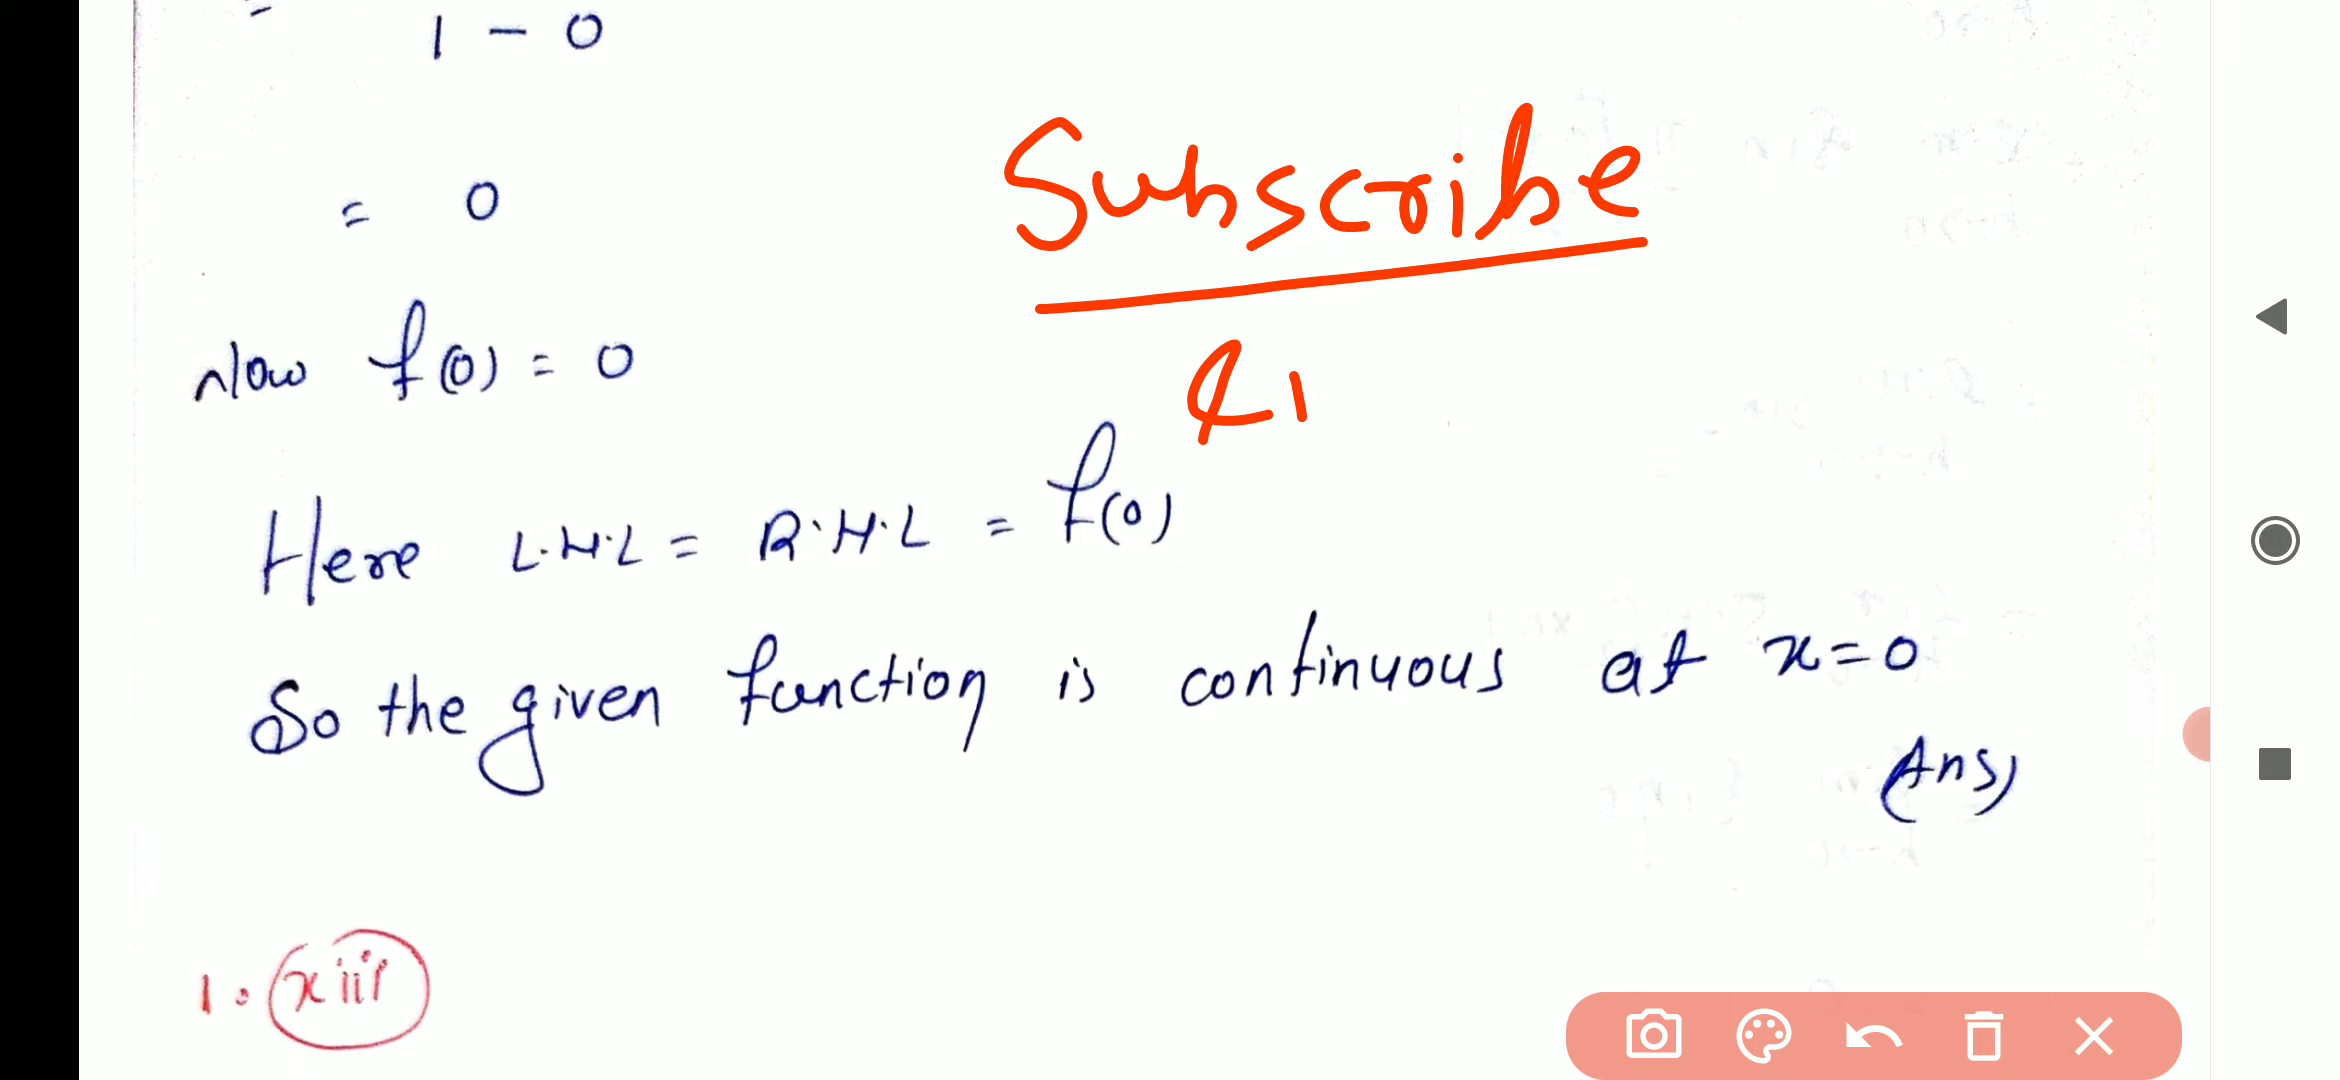 =
1 - 0
= 0
Subscribe
&
Now f(0) = 0
Here L.H.L = R.H.L = f(0)
So the given function is continuous at x=0
(Ans)
1. xiii